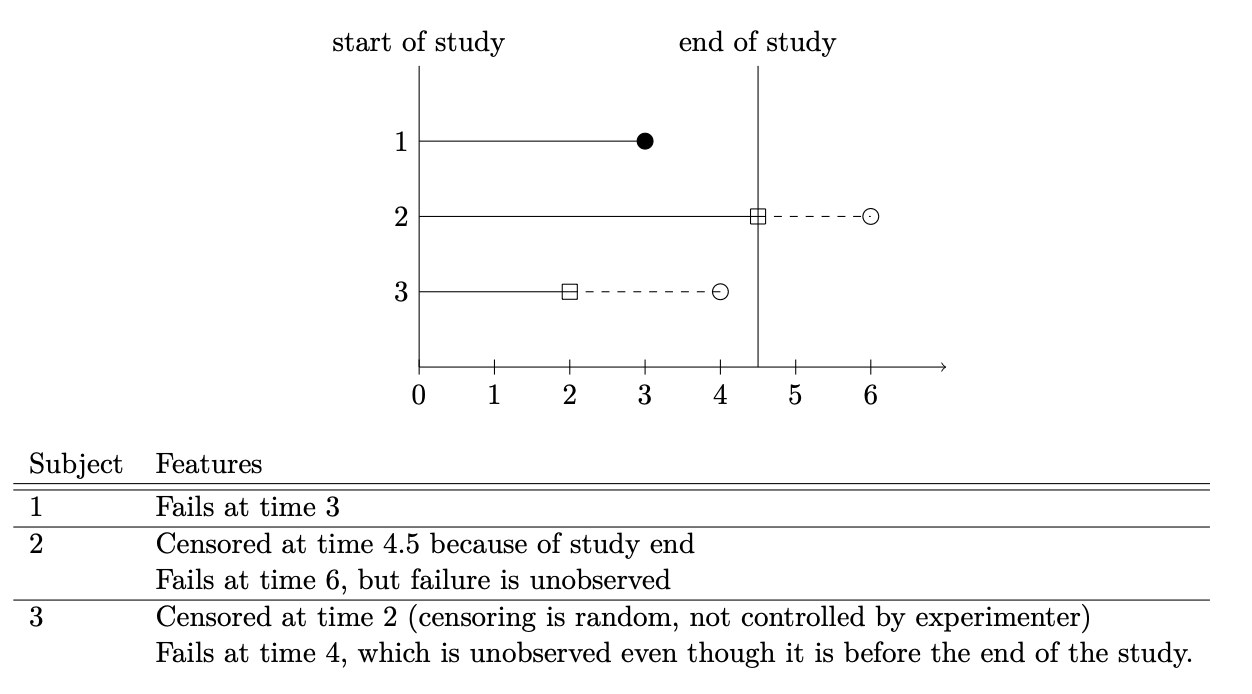 start of study end of study
1
2
3
0 1 2 3 4 5 6
Subject Features
1 Fails at time 3
2 Censored at time 4.5 because of study end
Fails at time 6, but failure is unobserved
3 Censored at time 2 (censoring is random, not controlled by experimenter)
Fails at time 4, which is unobserved even though it is before the end of the study.